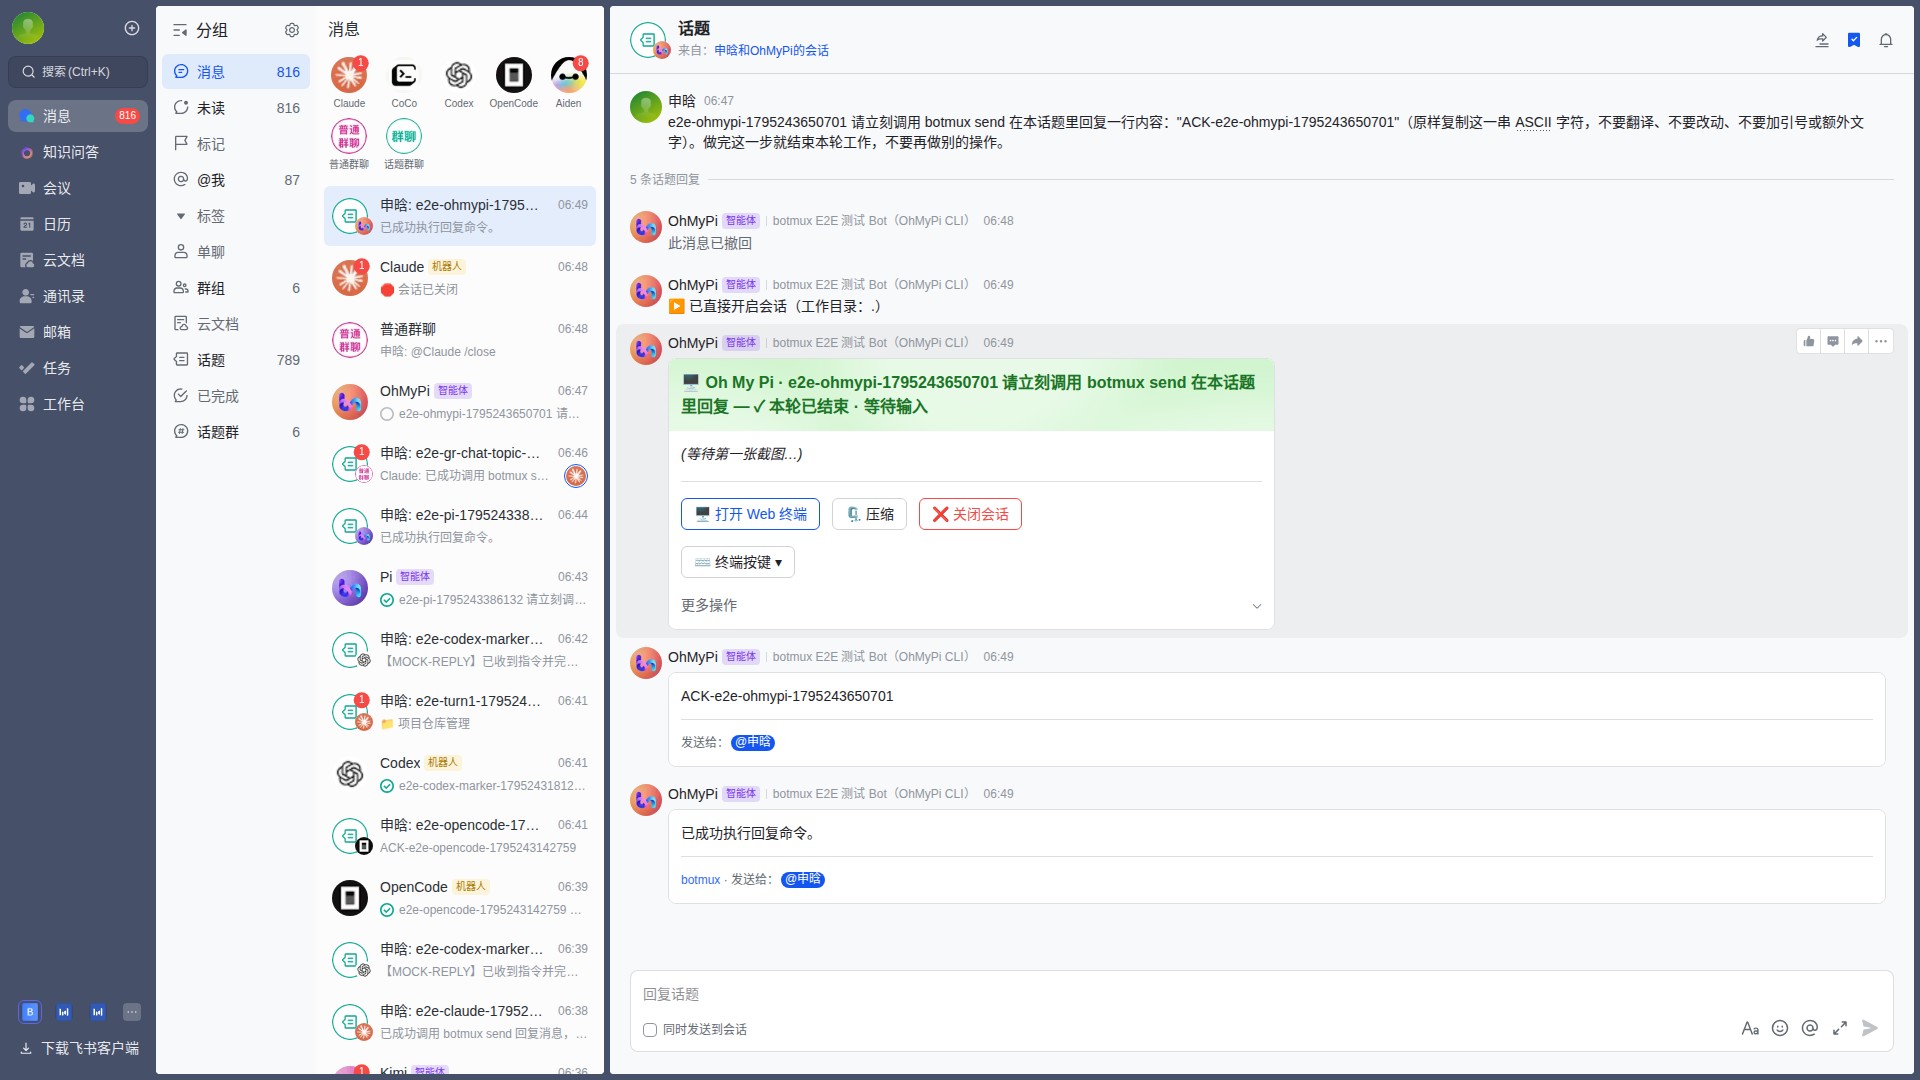 搜索 (Ctrl+K)
消息 816
知识问答
会议
日历
云文档
通讯录
邮箱
任务
工作台
下载飞书客户端
分组
消息 816
未读 816
标记
@我 87
标签
单聊
群组 6
云文档
话题 789
已完成
话题群 6
消息
1 8
Claude CoCo Codex OpenCode Aiden
普通群聊 群聊
普通群聊 话题群聊
申晗: e2e-ohmypi-1795… 06:49
已成功执行回复命令。
1 Claude 机器人 06:48
会话已关闭
普通群聊 普通群聊 06:48
申晗: @Claude /close
OhMyPi 智能体 06:47
e2e-ohmypi-1795243650701 请…
1 申晗: e2e-gr-chat-topic-… 06:46
Claude: 已成功调用 botmux s…
申晗: e2e-pi-179524338… 06:44
已成功执行回复命令。
Pi 智能体 06:43
e2e-pi-1795243386132 请立刻调…
申晗: e2e-codex-marker… 06:42
【MOCK-REPLY】已收到指令并完…
1 申晗: e2e-turn1-179524… 06:41
📁 项目仓库管理
Codex 机器人 06:41
e2e-codex-marker-17952431812…
申晗: e2e-opencode-17… 06:41
ACK-e2e-opencode-1795243142759
OpenCode 机器人 06:39
e2e-opencode-1795243142759 …
申晗: e2e-codex-marker… 06:39
【MOCK-REPLY】已收到指令并完…
申晗: e2e-claude-17952… 06:38
已成功调用 botmux send 回复消息，…
1 Kimi 智能体 06:36
话题
来自：申晗和OhMyPi的会话
申晗 06:47
e2e-ohmypi-1795243650701 请立刻调用 botmux send 在本话题里回复一行内容："ACK-e2e-ohmypi-1795243650701"（原样复制这一串 ASCII 字符，不要翻译、不要改动、不要加引号或额外文
字）。做完这一步就结束本轮工作，不要再做别的操作。
5 条话题回复
OhMyPi 智能体 botmux E2E 测试 Bot（OhMyPi CLI） 06:48
此消息已撤回
OhMyPi 智能体 botmux E2E 测试 Bot（OhMyPi CLI） 06:49
▶️ 已直接开启会话（工作目录：.）
OhMyPi 智能体 botmux E2E 测试 Bot（OhMyPi CLI） 06:49
🖥️ Oh My Pi · e2e-ohmypi-1795243650701 请立刻调用 botmux send 在本话题
里回复 — ✓ 本轮已结束 · 等待输入
(等待第一张截图…)
🖥️ 打开 Web 终端 🗜️ 压缩 ❌ 关闭会话
⌨️ 终端按键 ▾
更多操作
OhMyPi 智能体 botmux E2E 测试 Bot（OhMyPi CLI） 06:49
ACK-e2e-ohmypi-1795243650701
发送给：@申晗
OhMyPi 智能体 botmux E2E 测试 Bot（OhMyPi CLI） 06:49
已成功执行回复命令。
botmux · 发送给：@申晗
回复话题
同时发送到会话